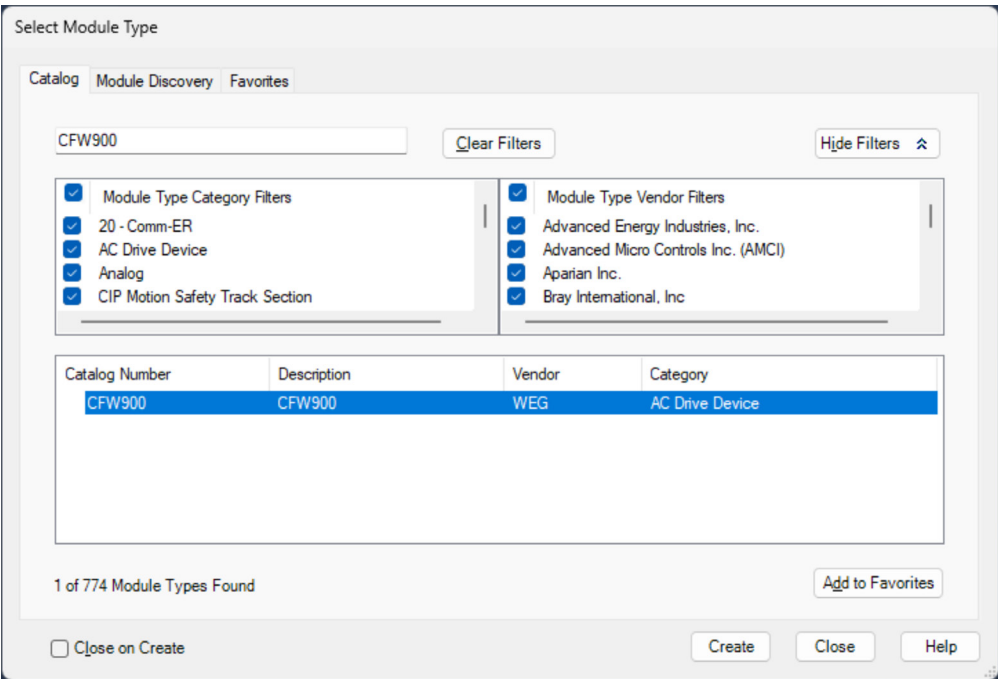 Select Module Type
Catalog Module Discovery Favorites
CFW900 Clear Filters Hide Filters
Module Type Category Filters
20 - Comm-ER
AC Drive Device
Analog
CIP Motion Safety Track Section
Module Type Vendor Filters
Advanced Energy Industries, Inc.
Advanced Micro Controls Inc. (AMCI)
Aparian Inc.
Bray International, Inc
Catalog Number Description Vendor Category
CFW900 CFW900 WEG AC Drive Device
1 of 774 Module Types Found Add to Favorites
Close on Create Create Close Help